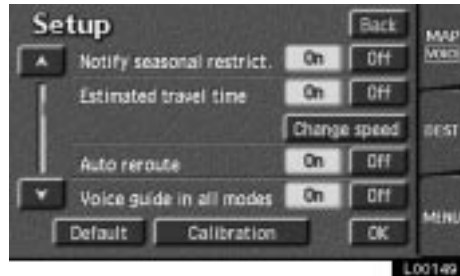 Setup
Back
MAP
VOICE
Notify seasonal restrict. On Off
Estimated travel time On Off
Change speed
DEST
Auto reroute On Off
Voice guide in all modes On Off
MENU
Default Calibration OK
L00149